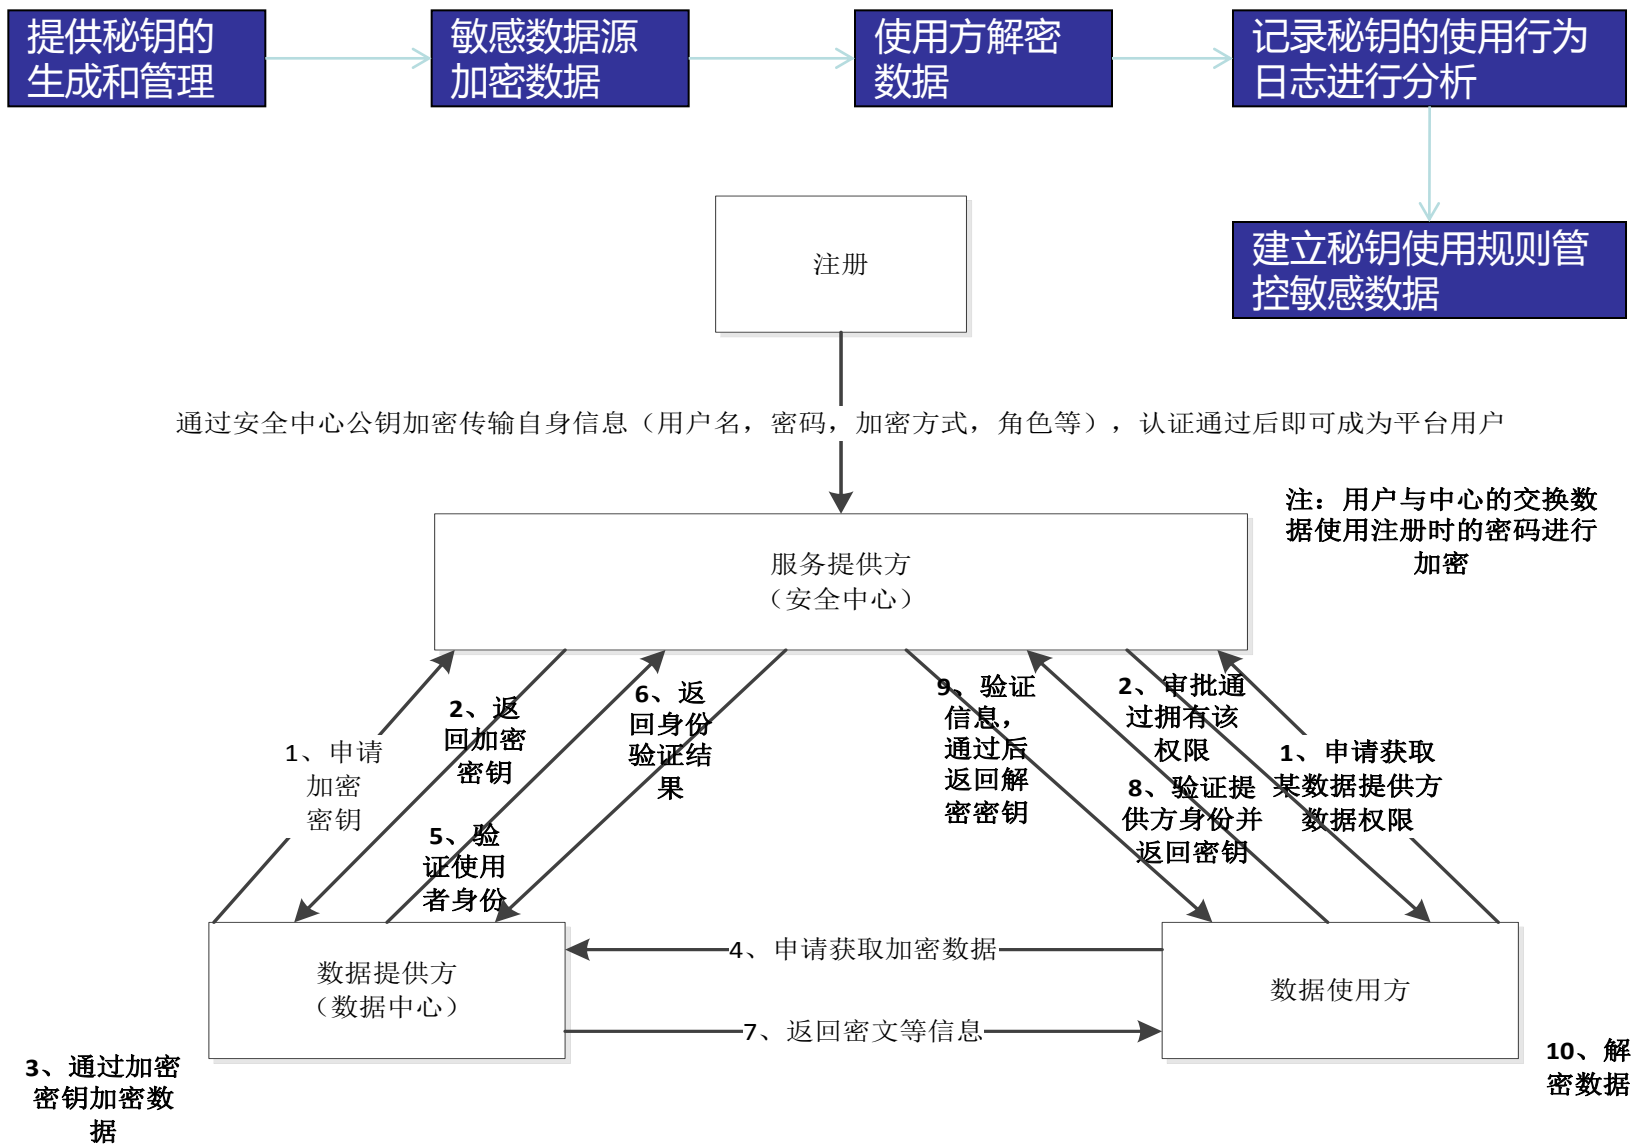 提供秘钥的
生成和管理
敏感数据源
加密数据
使用方解密
数据
记录秘钥的使用行为
日志进行分析
建立秘钥使用规则管
控敏感数据
注册
通过安全中心公钥加密传输自身信息（用户名，密码，加密方式，角色等），认证通过后即可成为平台用户
注：用户与中心的交换数
据使用注册时的密码进行
加密
服务提供方
（安全中心）
1、申请
加密
密钥
2、返
回加密
密钥
5、验
证使用
者身份
6、返
回身份
验证结
果
9、验证
信息，
通过后
返回解
密密钥
2、审批通
过拥有该
权限
8、验证提
供方身份并
返回密钥
1、申请获取
某数据提供方
数据权限
4、申请获取加密数据
7、返回密文等信息
数据提供方
（数据中心）
数据使用方
3、通过加密
密钥加密数
据
10、解
密数据